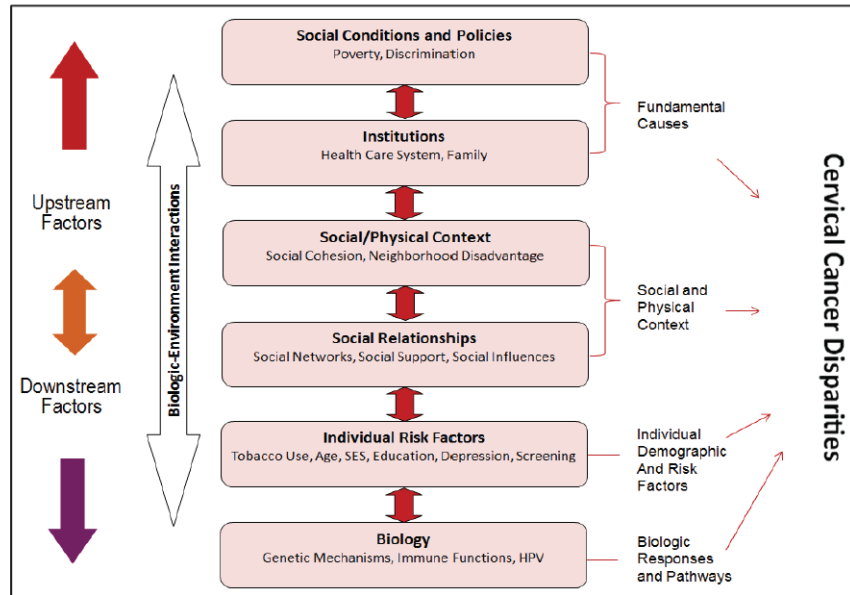 Social Conditions and Policies
Poverty, Discrimination
Institutions
Health Care System, Family
Social/Physical Context
Social Cohesion, Neighborhood Disadvantage
Social Relationships
Social Networks, Social Support, Social Influences
Individual Risk Factors
Tobacco Use, Age, SES, Education, Depression, Screening
Biology
Genetic Mechanisms, Immune Functions, HPV
Upstream
Factors
Downstream
Factors
Biologic-Environment Interactions
Fundamental
Causes
Social and
Physical
Context
Individual
Demographic
And Risk
Factors
Biologic
Responses
and Pathways
Cervical Cancer Disparities